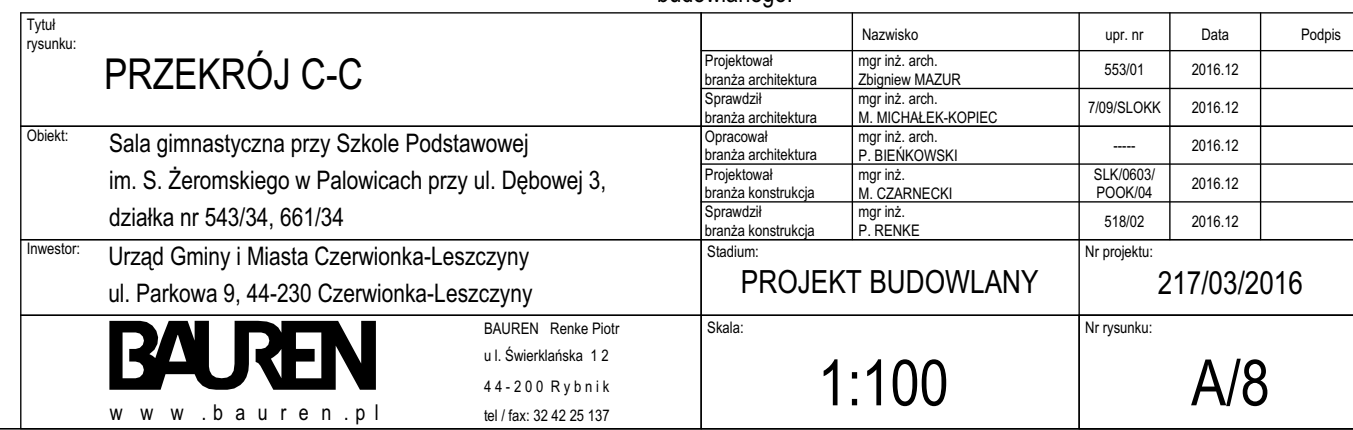 budowlanego.
Tytuł
rysunku:
PRZEKRÓJ C-C
Nazwisko upr. nr Data Podpis
Projektował
branża architektura
mgr inż. arch.
Zbigniew MAZUR
553/01 2016.12
Sprawdził
branża architektura
mgr inż. arch.
M. MICHAŁEK-KOPIEC
7/09/SLOKK 2016.12
Opracował
branża architektura
mgr inż. arch.
P. BIEŃKOWSKI
----- 2016.12
Projektował
branża konstrukcja
mgr inż.
M. CZARNECKI
SLK/0603/
POOK/04
2016.12
Sprawdził
branża konstrukcja
mgr inż.
P. RENKE
518/02 2016.12
Obiekt:
Sala gimnastyczna przy Szkole Podstawowej
im. S. Żeromskiego w Palowicach przy ul. Dębowej 3,
działka nr 543/34, 661/34
Inwestor:
Urząd Gminy i Miasta Czerwionka-Leszczyny
ul. Parkowa 9, 44-230 Czerwionka-Leszczyny
Stadium:
PROJEKT BUDOWLANY
Nr projektu:
217/03/2016
BAUREN
www.bauren.pl
BAUREN Renke Piotr
ul. Świerklańska 12
44-200 Rybnik
tel / fax: 32 42 25 137
Skala:
1:100
Nr rysunku:
A/8